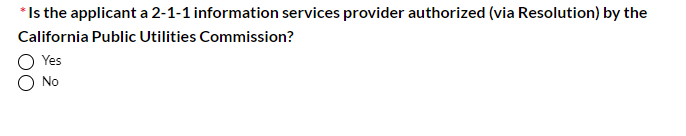 * Is the applicant a 2-1-1 information services provider authorized (via Resolution) by the
California Public Utilities Commission?
Yes
No